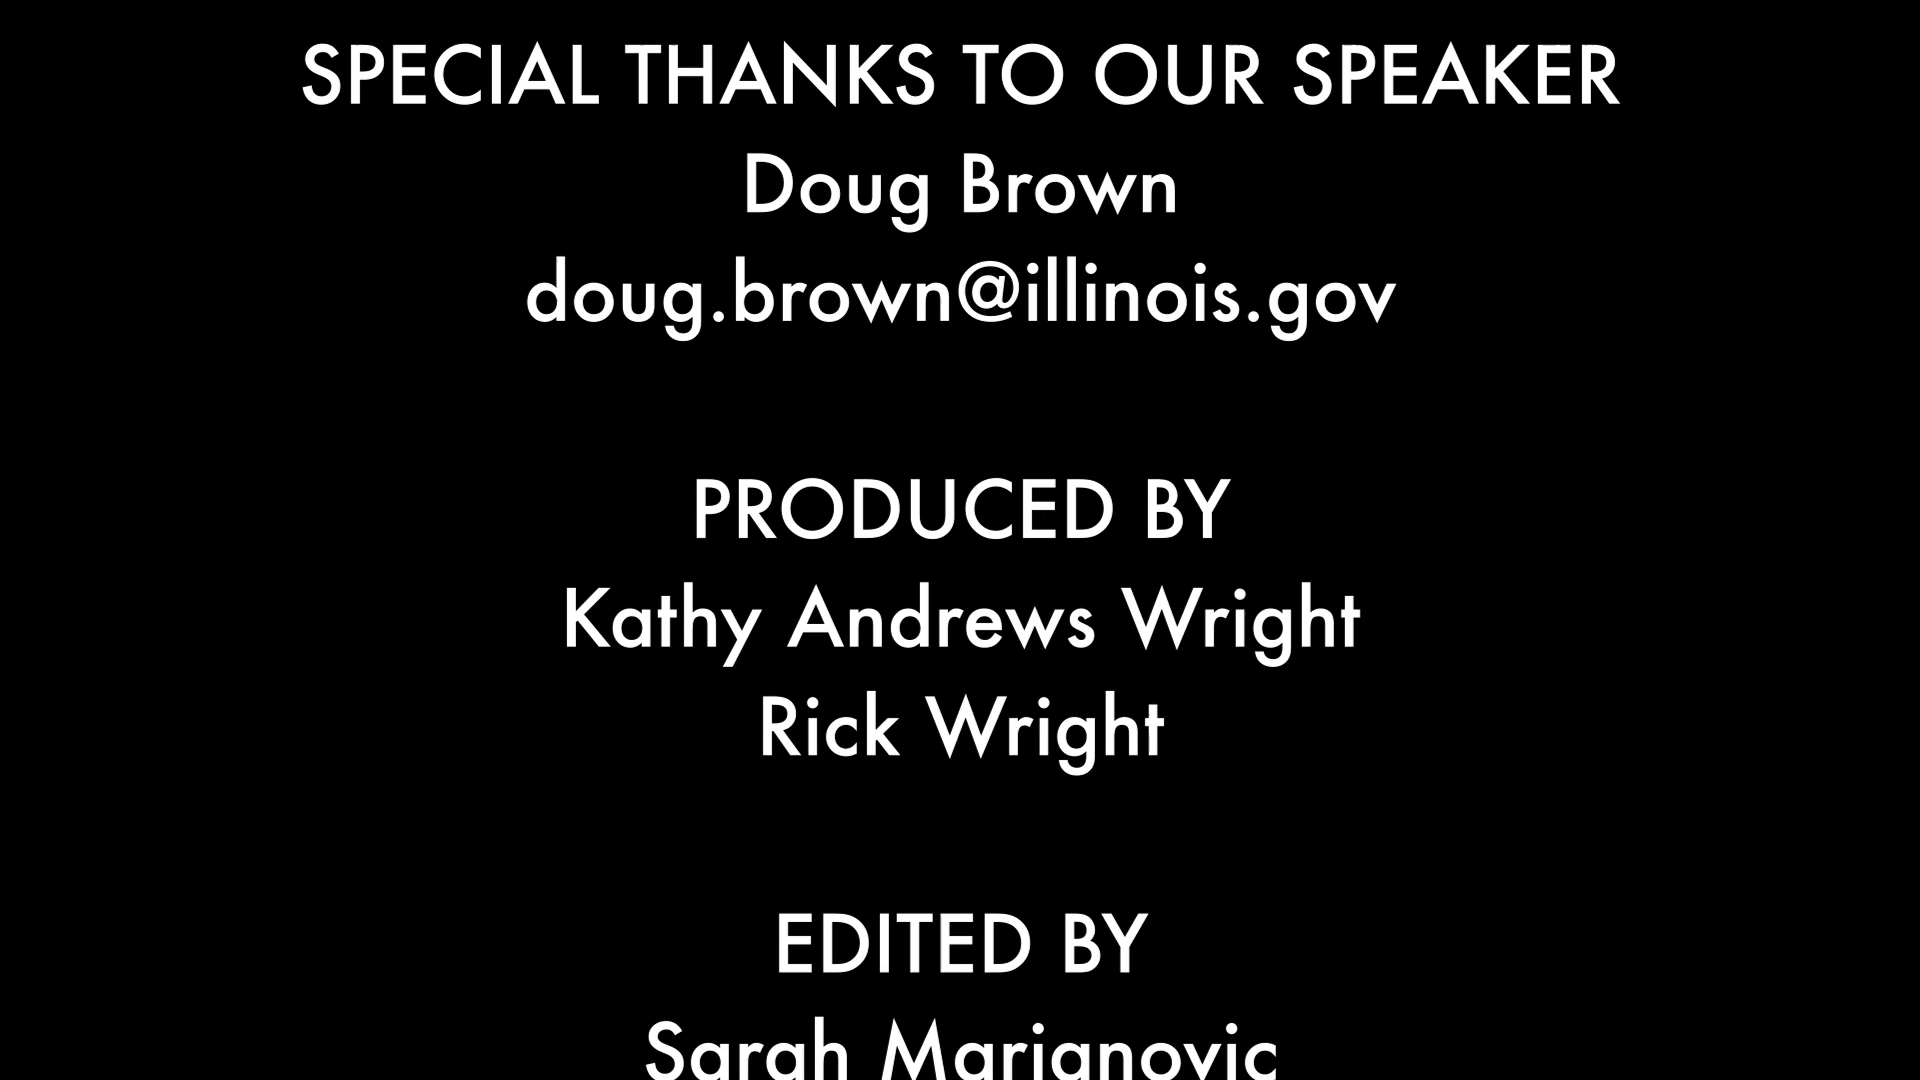 SPECIAL THANKS TO OUR SPEAKER
Doug Brown
doug.brown@illinois.gov
PRODUCED BY
Kathy Andrews Wright
Rick Wright
EDITED BY
Sarah Marjanovic